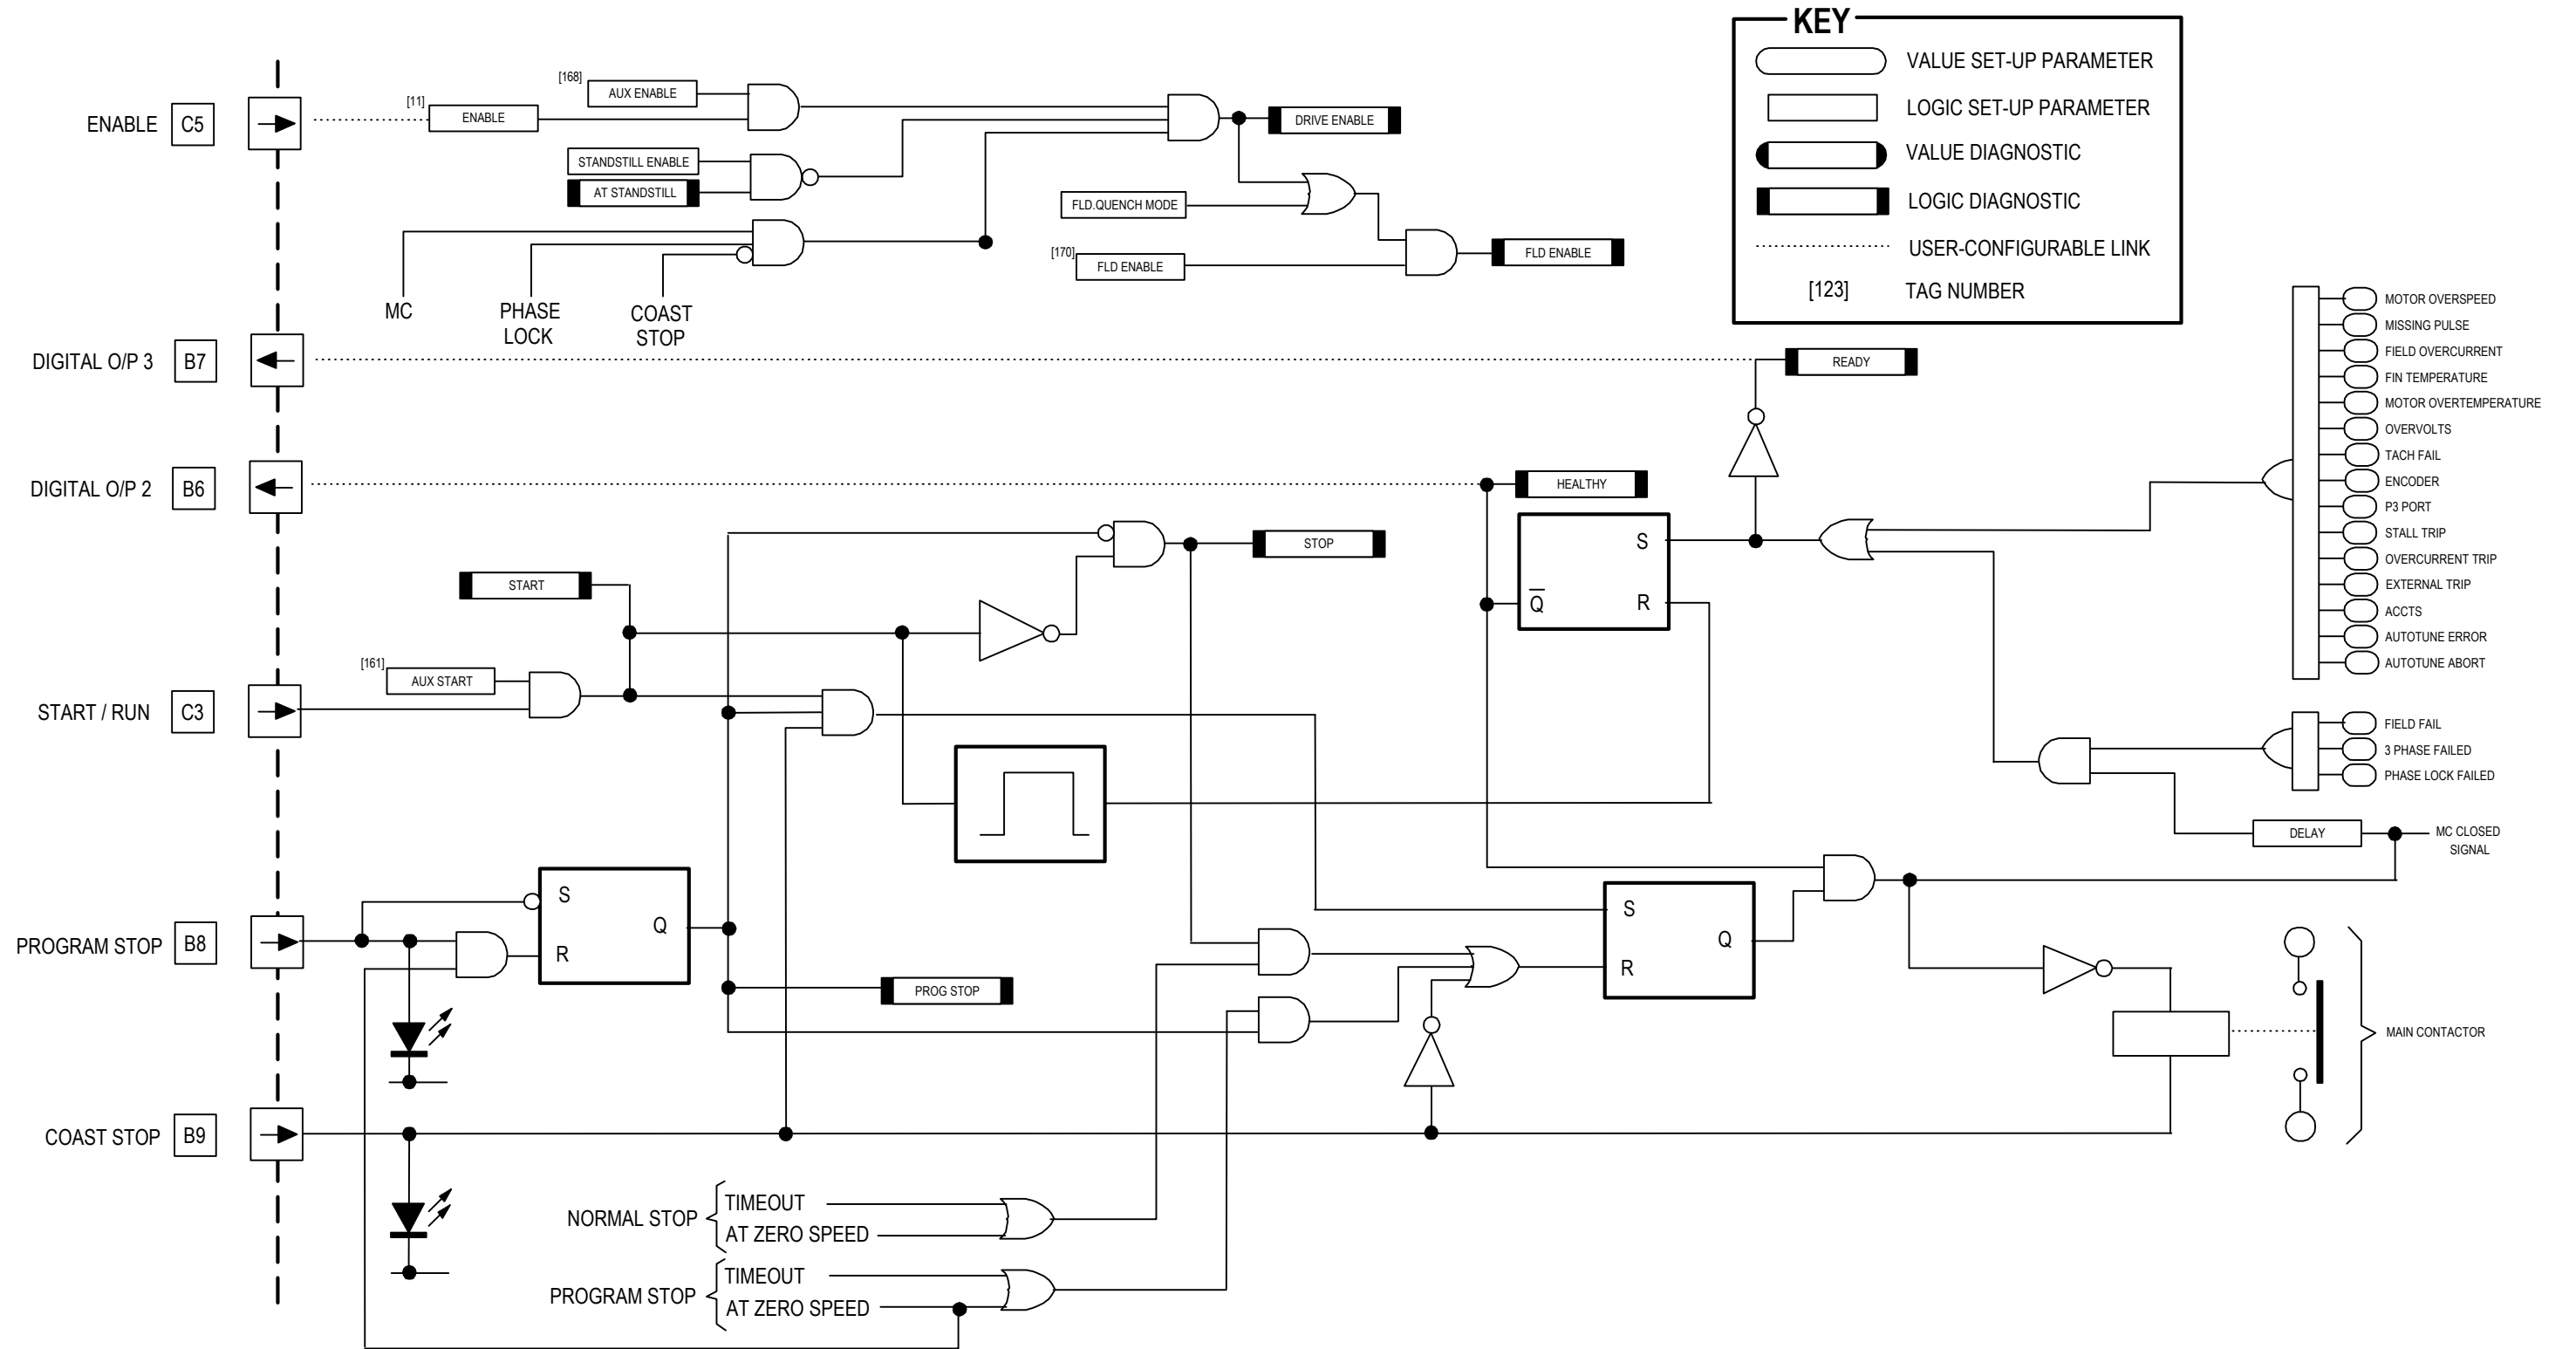 KEY
VALUE SET-UP PARAMETER
LOGIC SET-UP PARAMETER
VALUE DIAGNOSTIC
LOGIC DIAGNOSTIC
USER-CONFIGURABLE LINK
[123] TAG NUMBER
ENABLE C5
[11]
ENABLE
[168]
AUX ENABLE
STANDSTILL ENABLE
AT STANDSTILL
DRIVE ENABLE
FLD.QUENCH MODE
[170]
FLD ENABLE
FLD ENABLE
MC
PHASE
LOCK
COAST
STOP
DIGITAL O/P 3 B7
READY
DIGITAL O/P 2 B6
HEALTHY
STOP
START
S
Q
R
[161]
AUX START
START / RUN C3
MOTOR OVERSPEED
MISSING PULSE
FIELD OVERCURRENT
FIN TEMPERATURE
MOTOR OVERTEMPERATURE
OVERVOLTS
TACH FAIL
ENCODER
P3 PORT
STALL TRIP
OVERCURRENT TRIP
EXTERNAL TRIP
ACCTS
AUTOTUNE ERROR
AUTOTUNE ABORT
FIELD FAIL
3 PHASE FAILED
PHASE LOCK FAILED
DELAY
MC CLOSED
SIGNAL
PROGRAM STOP B8
S
Q
R
PROG STOP
S
Q
R
MAIN CONTACTOR
COAST STOP B9
NORMAL STOP
TIMEOUT
AT ZERO SPEED
PROGRAM STOP
TIMEOUT
AT ZERO SPEED